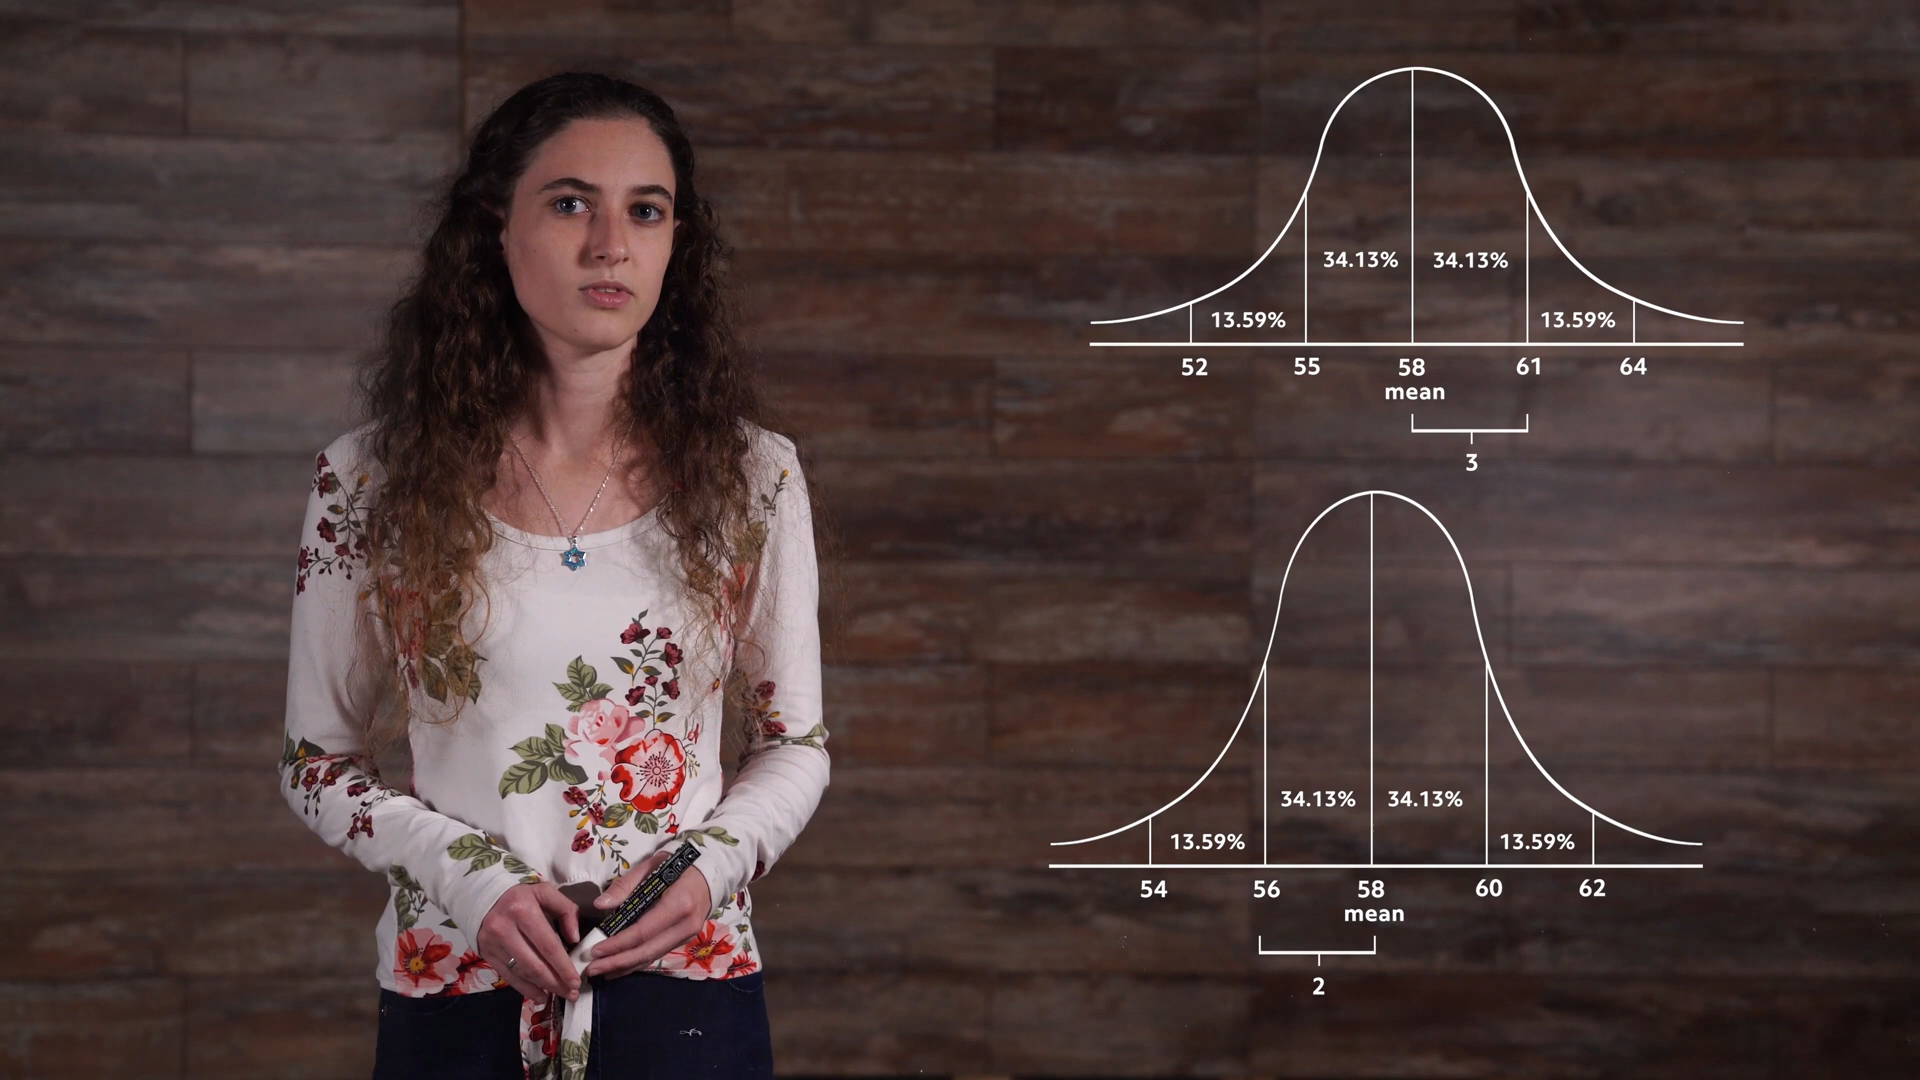 34.13% 34.13%
13.59% 13.59%
52 55 58 61 64
mean
3
34.13% 34.13%
13.59% 13.59%
54 56 58 60 62
mean
2